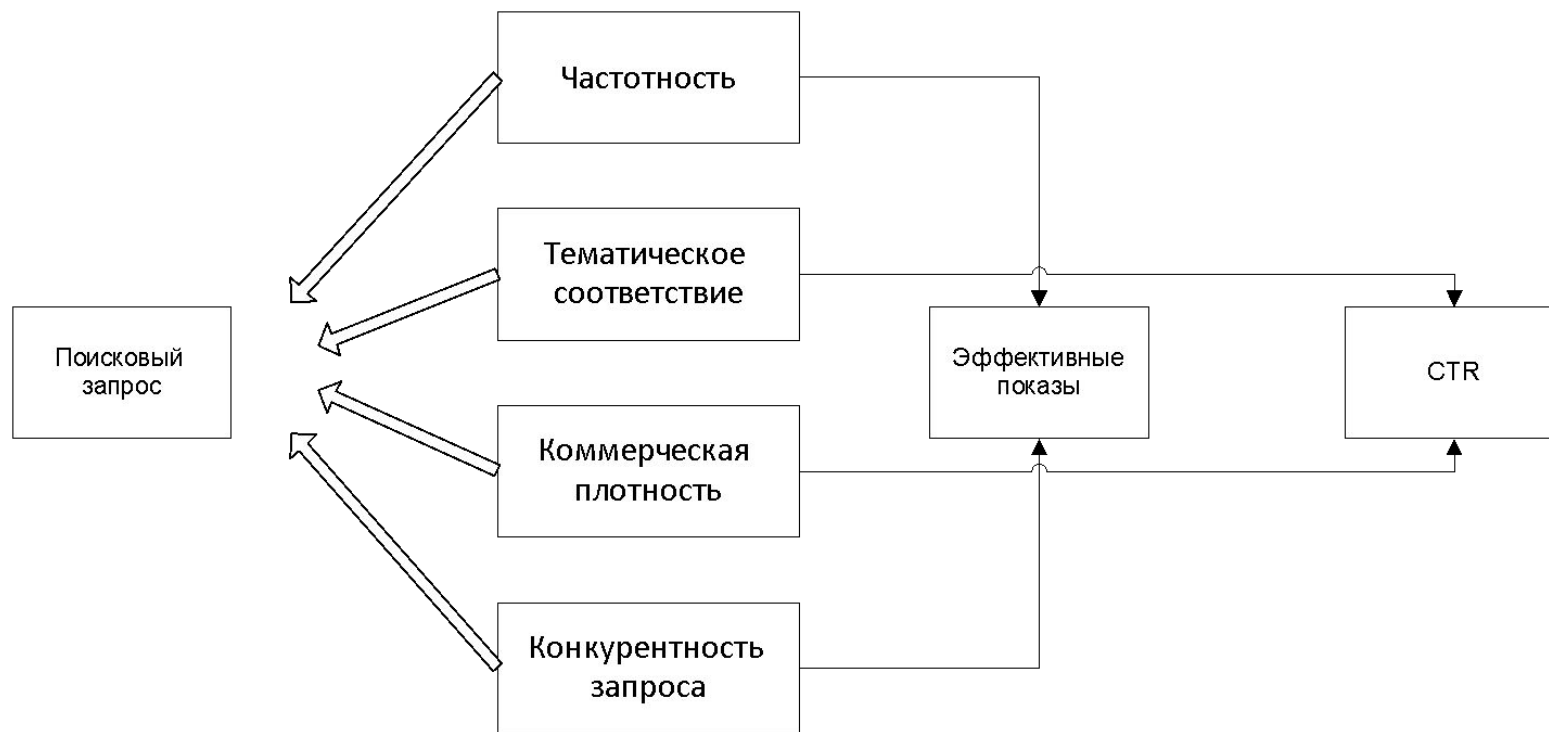 Частотность
Тематическое
соответствие
Поисковый
запрос
Эффективные
показы
CTR
Коммерческая
плотность
Конкурентность
запроса